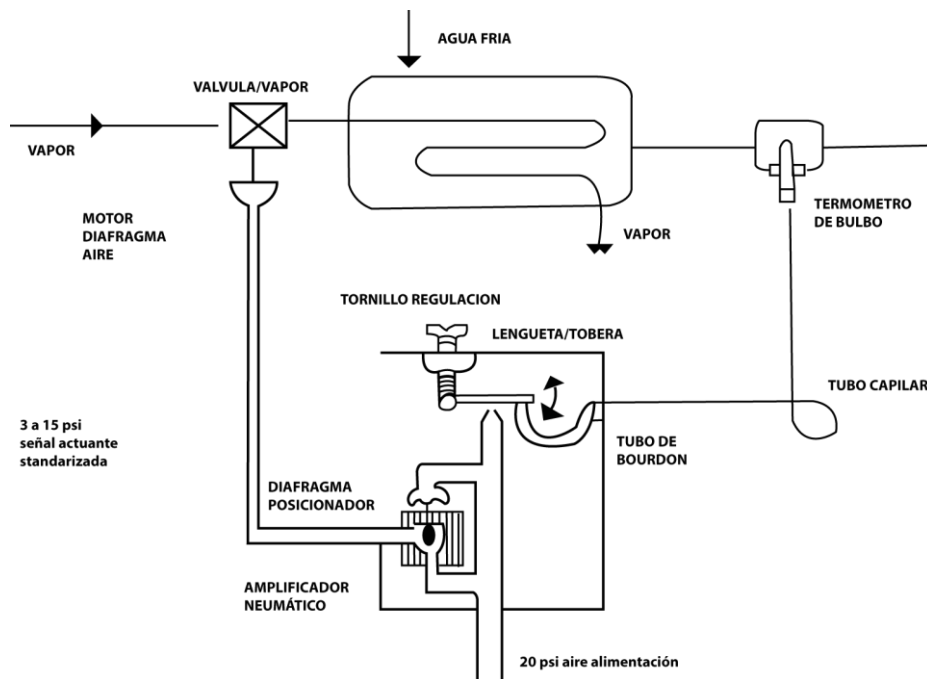 AGUA FRIA
VALVULA/VAPOR
VAPOR
MOTOR
DIAFRAGMA
AIRE
VAPOR
TERMOMETRO
DE BULBO
TORNILLO REGULACION
LENGUETA/TOBERA
TUBO CAPILAR
3 a 15 psi
señal actuante
standarizada
TUBO DE
BOURDON
DIAFRAGMA
POSICIONADOR
AMPLIFICADOR
NEUMÁTICO
20 psi aire alimentación